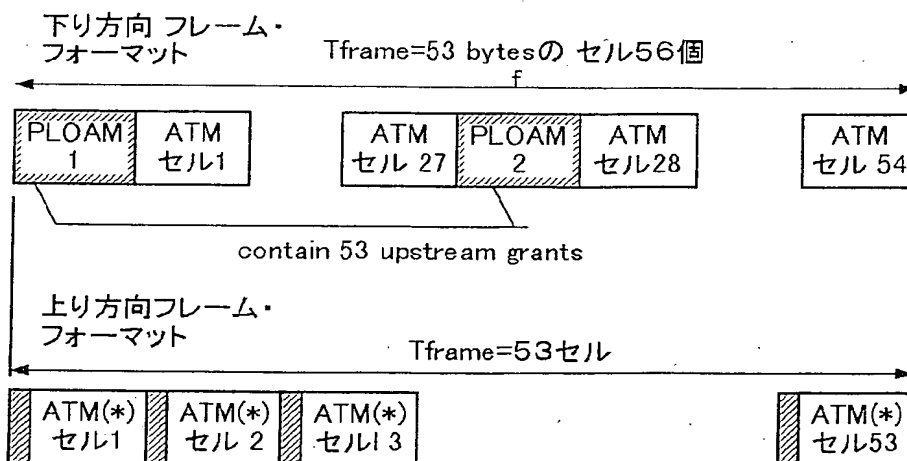 下り方向 フレーム・
フォーマット
Tframe=53 bytesの セル56個
f
PLOAM
1
ATM
セル1
ATM
セル 27
PLOAM
2
ATM
セル28
ATM
セル 54
contain 53 upstream grants
上り方向フレーム・
フォーマット
Tframe=53セル
ATM(*)
セル1
ATM(*)
セル 2
ATM(*)
セルl 3
ATM(*)
セル53